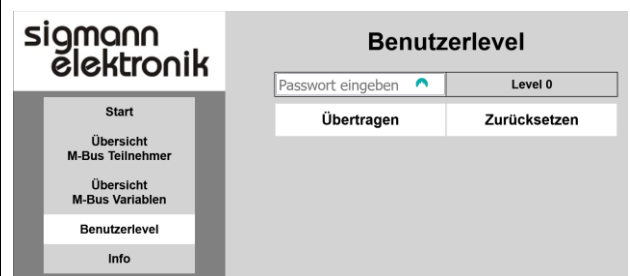 sigmann
elektronik
Start
Übersicht
M-Bus Teilnehmer
Übersicht
M-Bus Variablen
Benutzerlevel
Info
Benutzerlevel
Passwort eingeben
Level 0
Übertragen
Zurücksetzen